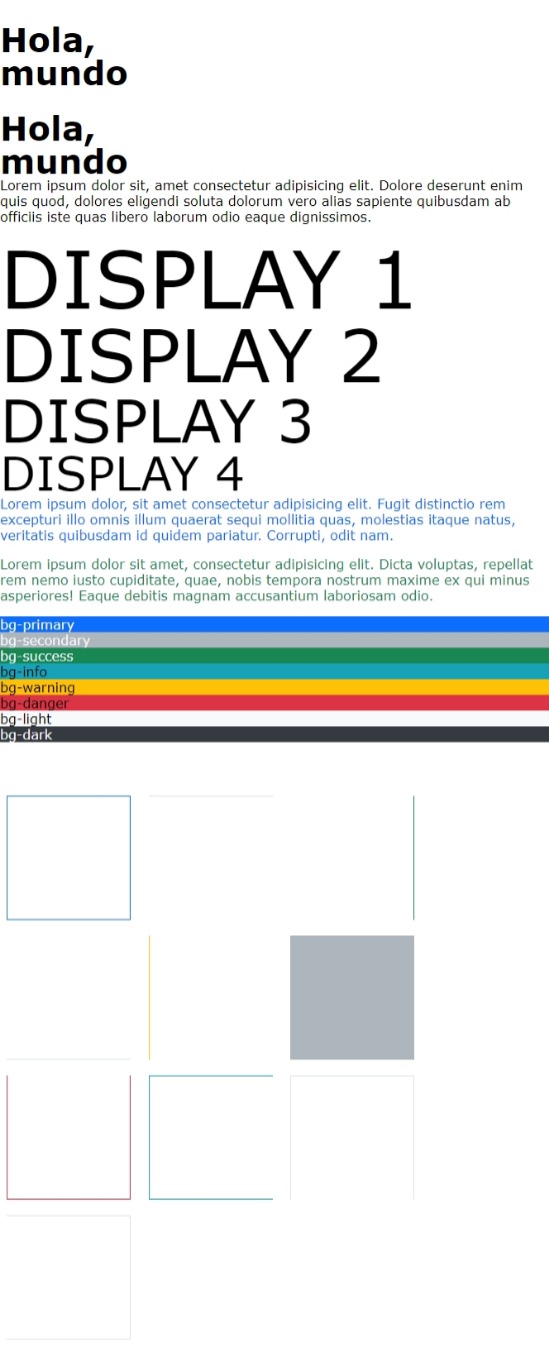 Hola,
mundo
Hola,
mundo
Lorem ipsum dolor sit, amet consectetur adipisicing elit. Dolore deserunt enim
quis quod, dolores eligendi soluta dolorum vero alias sapiente quibusdam ab
officiis iste quas libero laborum odio eaque dignissimos.
DISPLAY 1
DISPLAY 2
DISPLAY 3
DISPLAY 4
Lorem ipsum dolor, sit amet consectetur adipisicing elit. Fugit distinctio rem
excepturi illo omnis illum quaerat sequi mollitia quas, molestias itaque natus,
veritatis quibusdam id quidem pariatur. Corrupti, odit nam.
Lorem ipsum dolor sit amet, consectetur adipisicing elit. Dicta voluptas, repellat
rem nemo iusto cupiditate, quae, nobis tempora nostrum maxime ex qui minus
asperiores! Eaque debitis magnam accusantium laboriosam odio.
bg-primary
bg-secondary
bg-success
bg-info
bg-warning
bg-danger
bg-light
bg-dark